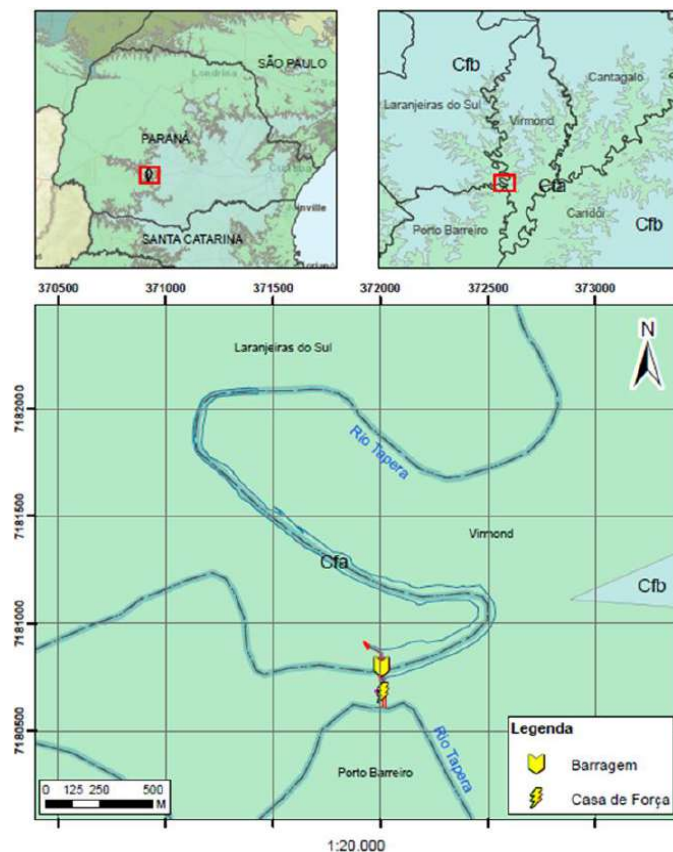 SÃO PAULO
Londrina
PARANÁ
SANTA CATARINA
Cfb
Cantagalo
Laranjeiras do Sul
Virmond
Cfa
Candói
Porto Barreiro
Cfb
370500 371000 371500 372000 372500 373000
7182000
7181500
7181000
7180500
N
Laranjeiras do Sul
Rio Tapera
Virmond
Cfa
Cfb
Porto Barreiro
Rio Tapera
Legenda
Barragem
Casa de Força
0 125 250 500
M
1:20.000